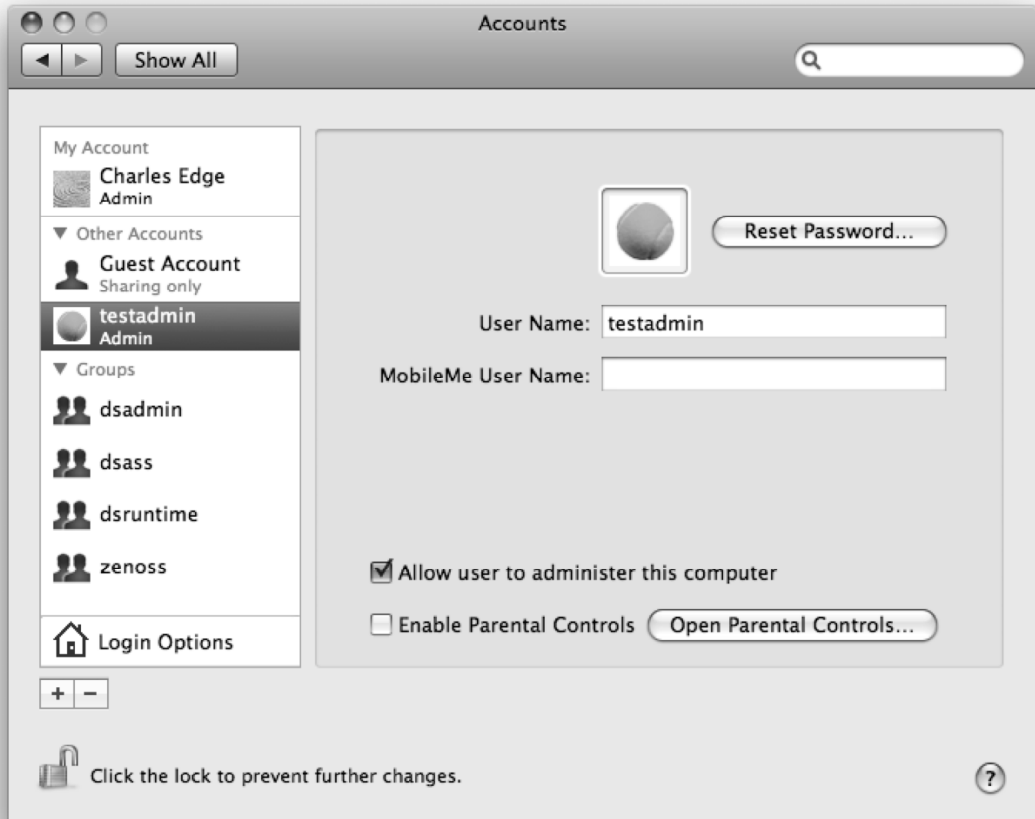 Accounts
Show All
My Account
Charles Edge
Admin
Other Accounts
Guest Account
Sharing only
testadmin
Admin
Groups
dsadmin
dsass
dsruntime
zenoss
Login Options
Reset Password...
User Name: testadmin
MobileMe User Name:
Allow user to administer this computer
Enable Parental Controls Open Parental Controls...
+ −
Click the lock to prevent further changes.
?